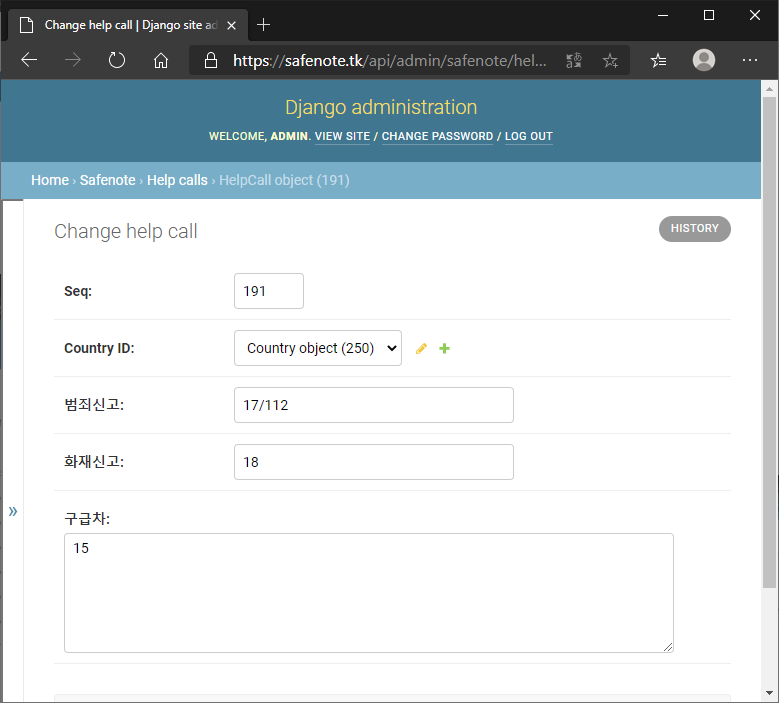 Change help call | Django site ad
https://safenote.tk/api/admin/safenote/hel...
Django administration
WELCOME, ADMIN. VIEW SITE / CHANGE PASSWORD / LOG OUT
Home › Safenote › Help calls › HelpCall object (191)
Change help call
HISTORY
Seq: 191
Country ID: Country object (250)
범죄신고: 17/112
화재신고: 18
»
구급차:
15